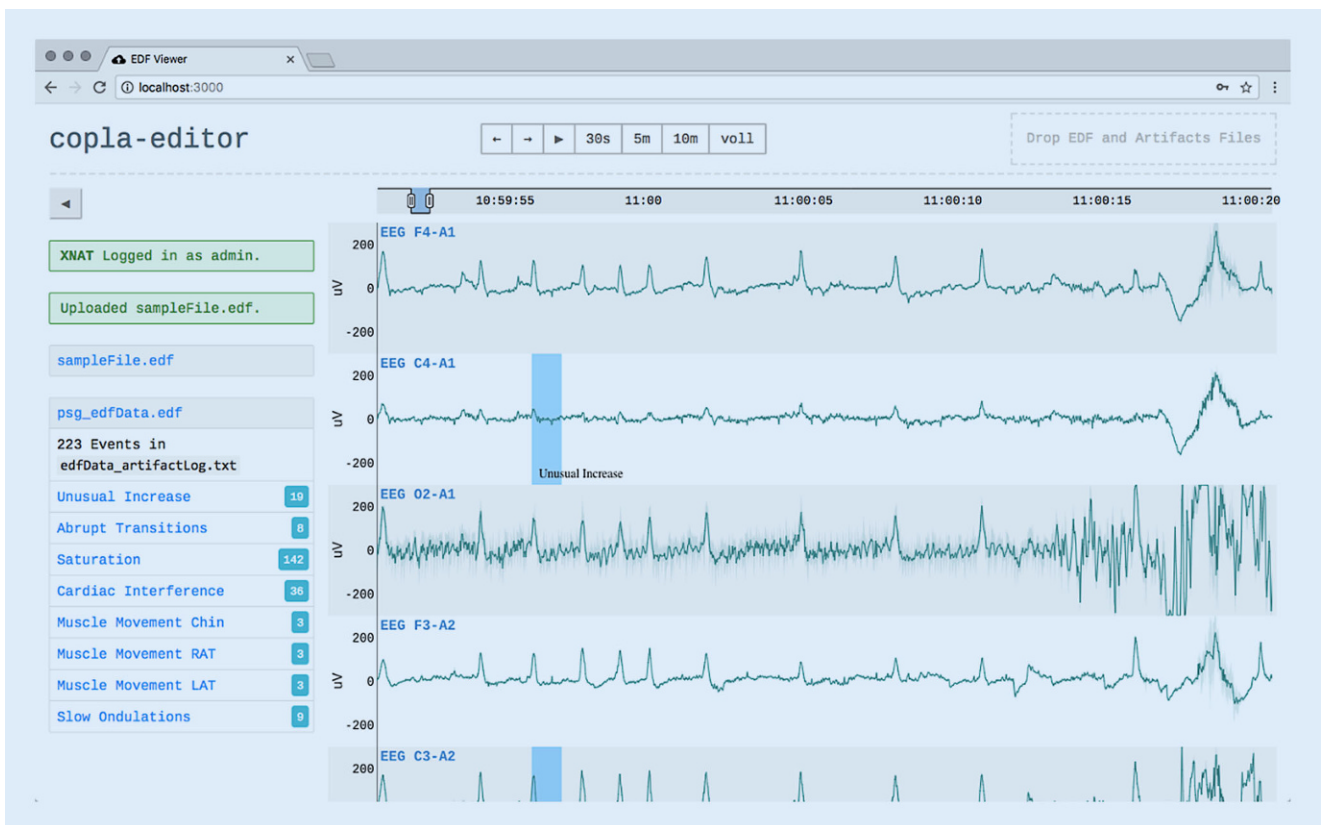 EDF Viewer
localhost:3000
copla-editor
← → ▶ 30s 5m 10m voll
Drop EDF and Artifacts Files
10:59:55 11:00 11:00:05 11:00:10 11:00:15 11:00:20
XNAT Logged in as admin.
Uploaded sampleFile.edf.
sampleFile.edf
psg_edfData.edf
223 Events in
edfData_artifactLog.txt
Unusual Increase 19
Abrupt Transitions 8
Saturation 142
Cardiac Interference 36
Muscle Movement Chin 3
Muscle Movement RAT 3
Muscle Movement LAT 3
Slow Ondulations 9
EEG F4-A1
200
uV 0
-200
EEG C4-A1
200
uV 0
-200
Unusual Increase
EEG O2-A1
200
uV 0
-200
EEG F3-A2
200
uV 0
-200
EEG C3-A2
200